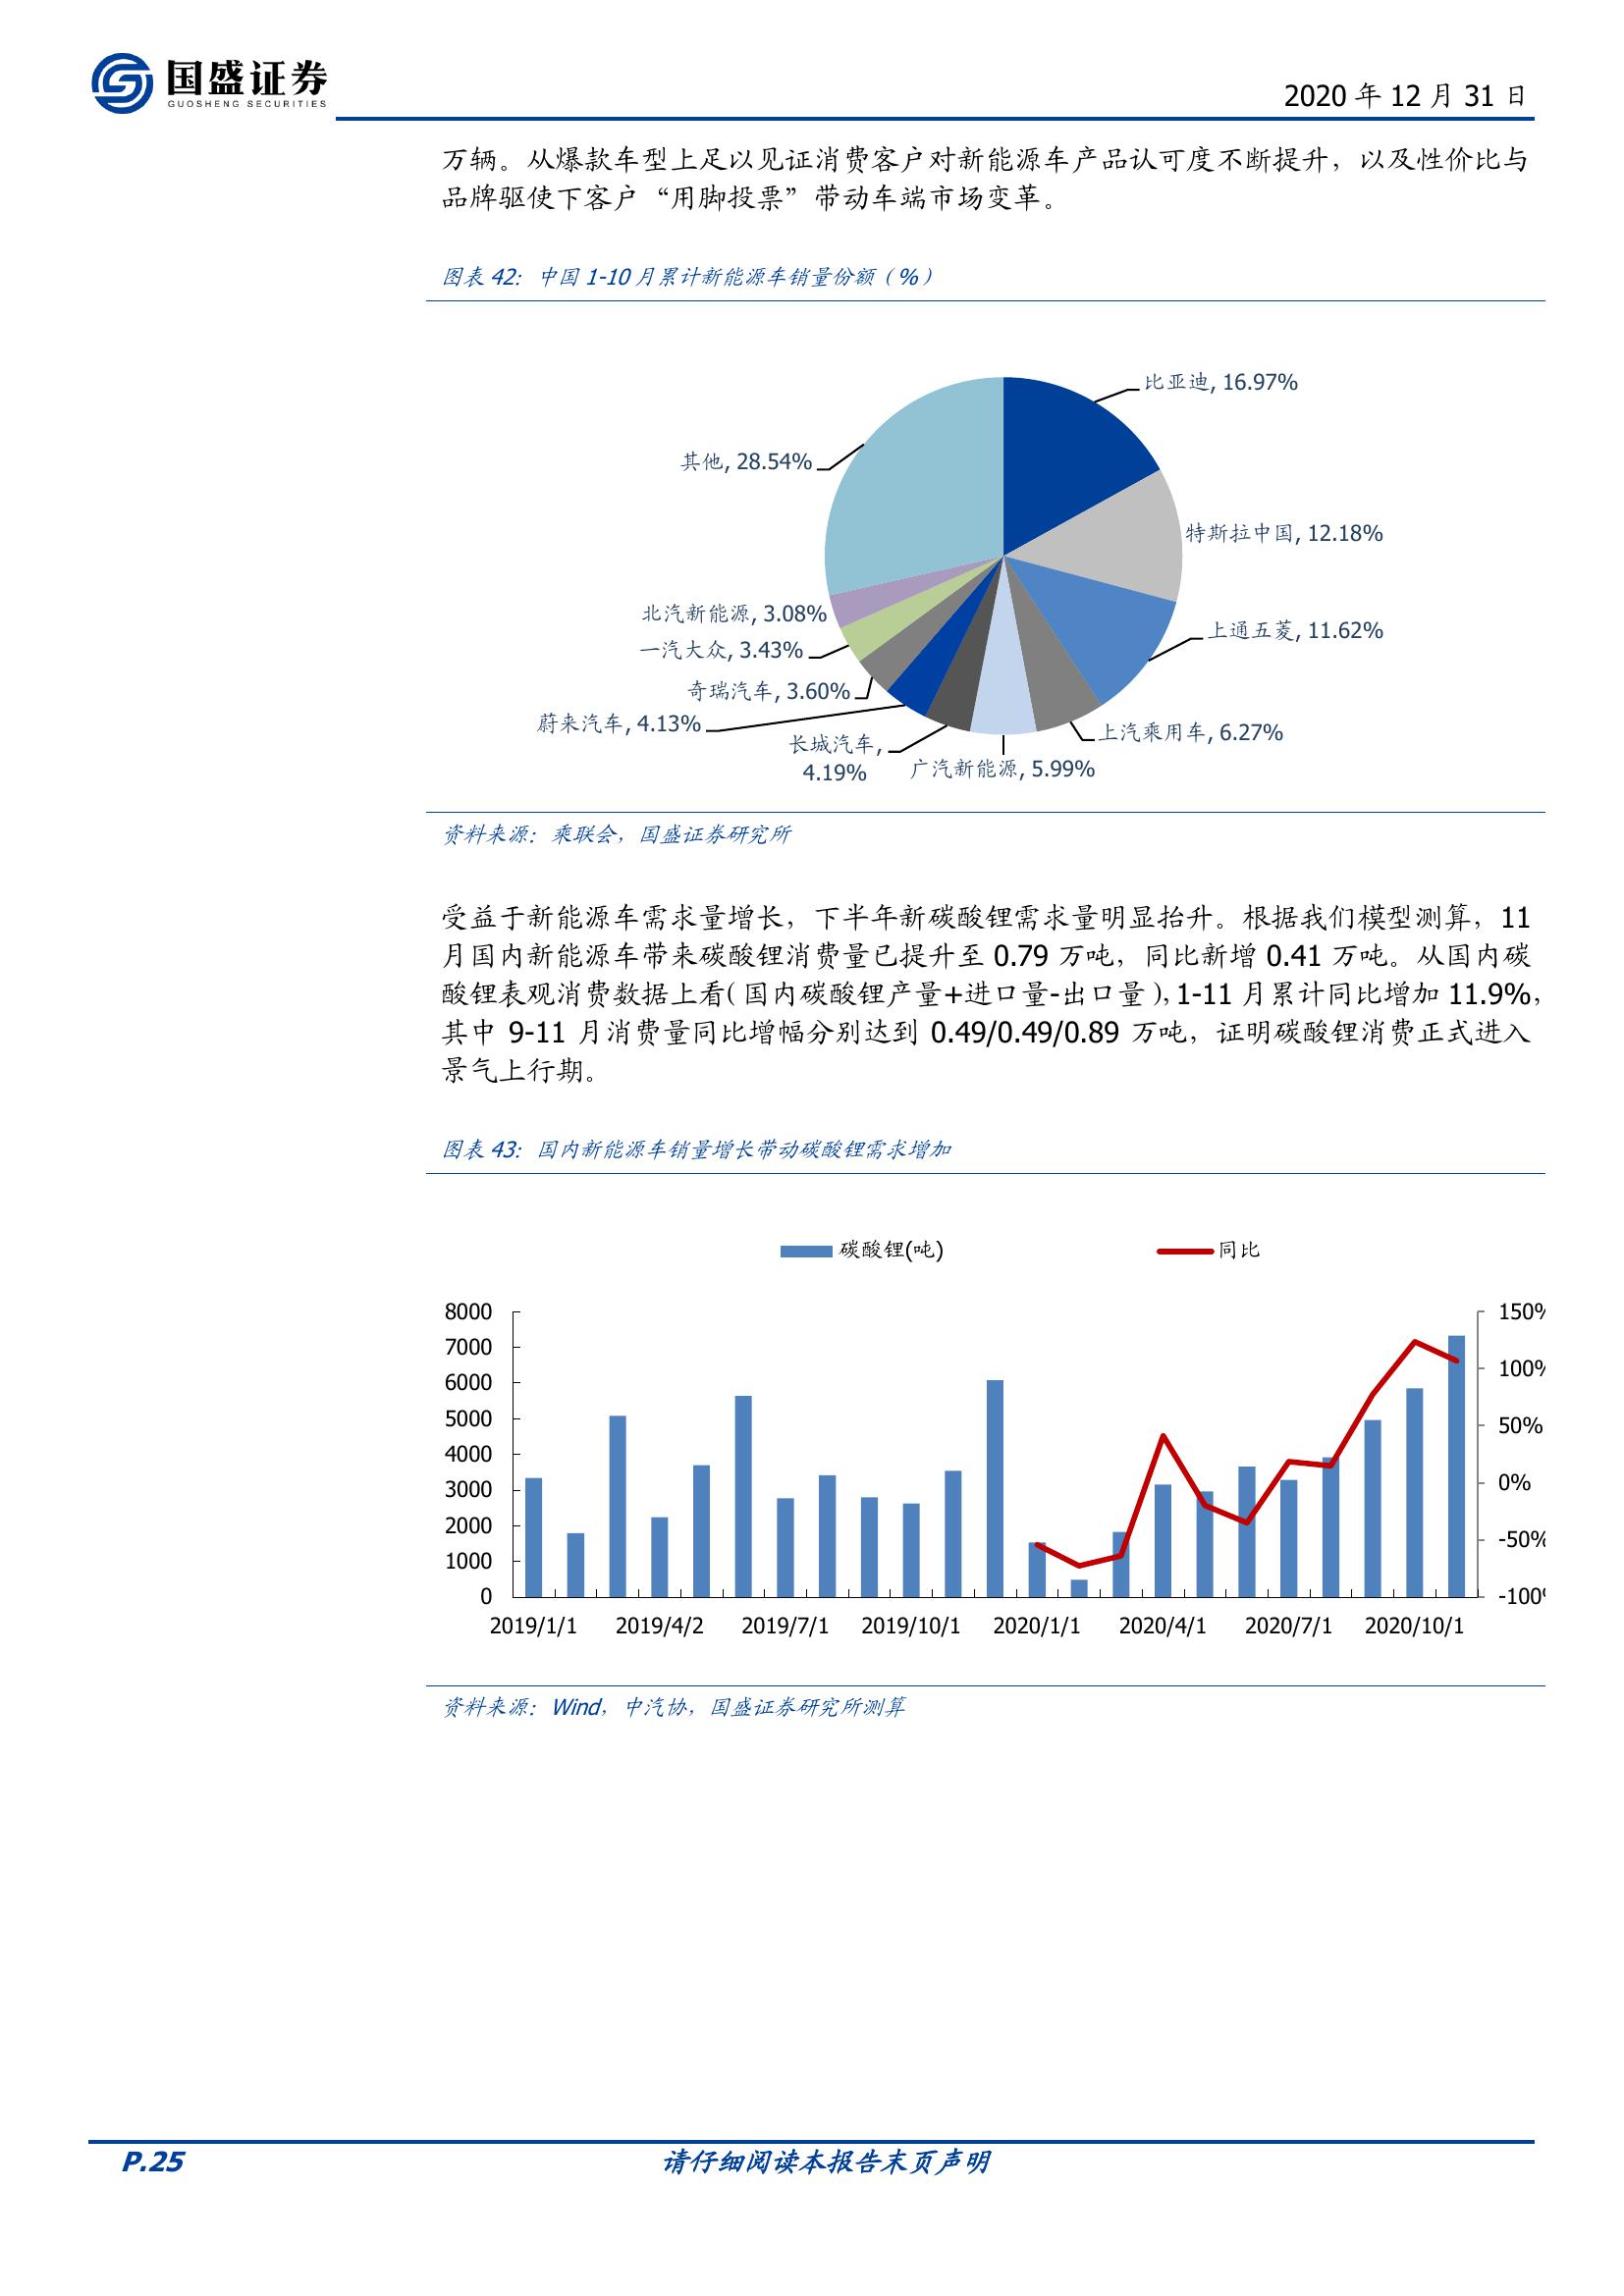 国盛证券
GUOSHENG SECURITIES
2020 年 12 月 31 日
万辆。从爆款车型上足以见证消费客户对新能源车产品认可度不断提升，以及性价比与
品牌驱使下客户“用脚投票”带动车端市场变革。
图表 42：中国 1-10 月累计新能源车销量份额（%）
比亚迪, 16.97%
其他, 28.54%
特斯拉中国, 12.18%
北汽新能源, 3.08%
上通五菱, 11.62%
一汽大众, 3.43%
奇瑞汽车, 3.60%
蔚来汽车, 4.13%
上汽乘用车, 6.27%
长城汽车,
4.19%
广汽新能源, 5.99%
资料来源：乘联会，国盛证券研究所
受益于新能源车需求量增长，下半年新碳酸锂需求量明显抬升。根据我们模型测算，11
月国内新能源车带来碳酸锂消费量已提升至 0.79 万吨，同比新增 0.41 万吨。从国内碳
酸锂表观消费数据上看(国内碳酸锂产量+进口量-出口量)，1-11 月累计同比增加 11.9%，
其中 9-11 月消费量同比增幅分别达到 0.49/0.49/0.89 万吨，证明碳酸锂消费正式进入
景气上行期。
图表 43：国内新能源车销量增长带动碳酸锂需求增加
碳酸锂(吨) 同比
8000 150%
7000
6000 100%
5000 50%
4000
3000 0%
2000 -50%
1000
0 -100%
2019/1/1 2019/4/2 2019/7/1 2019/10/1 2020/1/1 2020/4/1 2020/7/1 2020/10/1
资料来源：Wind，中汽协，国盛证券研究所测算
P.25 请仔细阅读本报告末页声明